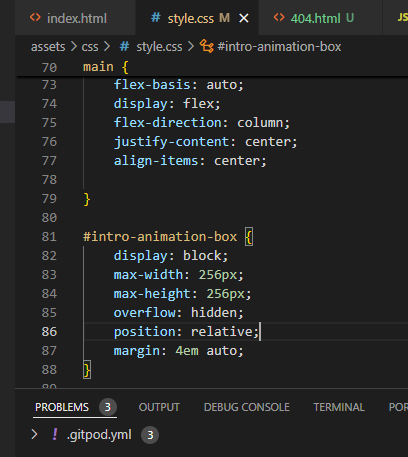 index.html style.css M 404.html U JS
assets > css > # style.css > #intro-animation-box
70 main {
73 flex-basis: auto;
74 display: flex;
75 flex-direction: column;
76 justify-content: center;
77 align-items: center;
78
79 }
80
81 #intro-animation-box {
82 display: block;
83 max-width: 256px;
84 max-height: 256px;
85 overflow: hidden;
86 position: relative;
87 margin: 4em auto;
88 }
89
PROBLEMS 3 OUTPUT DEBUG CONSOLE TERMINAL POR
> ! .gitpod.yml 3